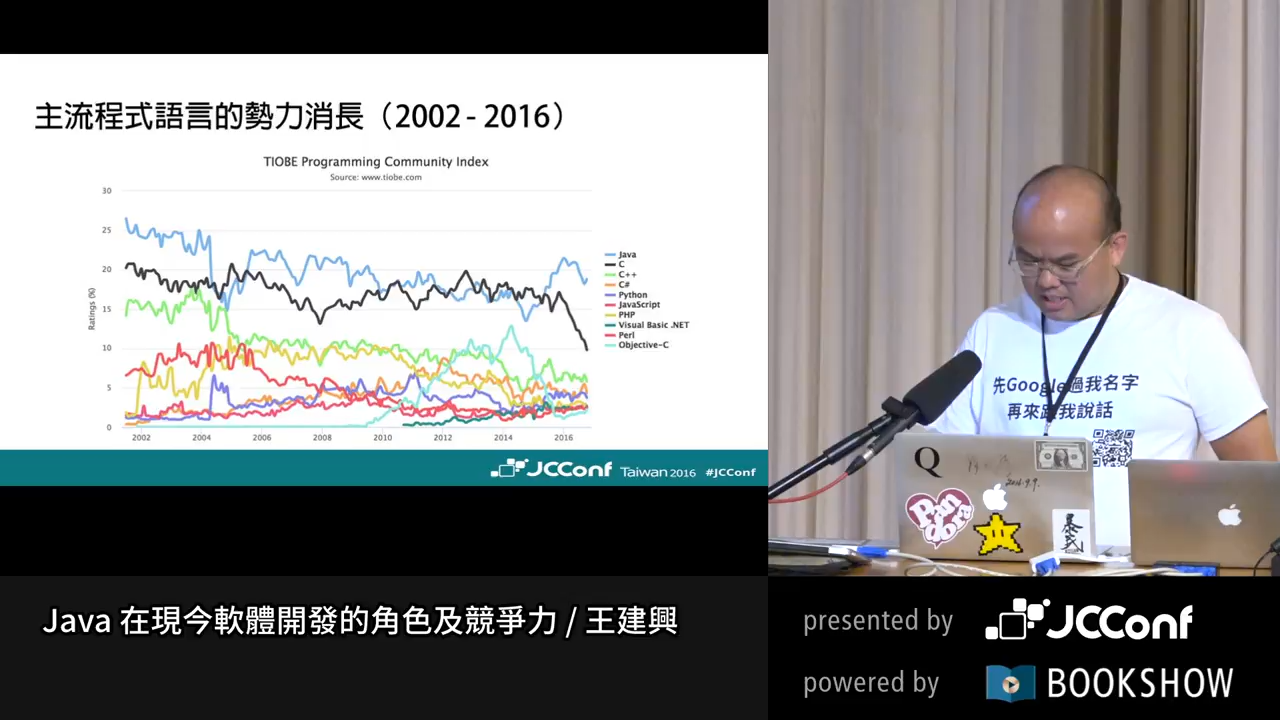 主流程式語言的勢力消長（2002 - 2016）
TIOBE Programming Community Index
Source: www.tiobe.com
Ratings (%)
30
25
20
15
10
5
0
2002
2004
2006
2008
2010
2012
2014
2016
Java
C
C++
C#
Python
JavaScript
PHP
Visual Basic .NET
Perl
Objective-C
JCConf Taiwan 2016 #JCConf
先Google過我名字
再來跟我說話
Q
Pandora
Java 在現今軟體開發的角色及競爭力 / 王建興
presented by JCConf
powered by BOOKSHOW